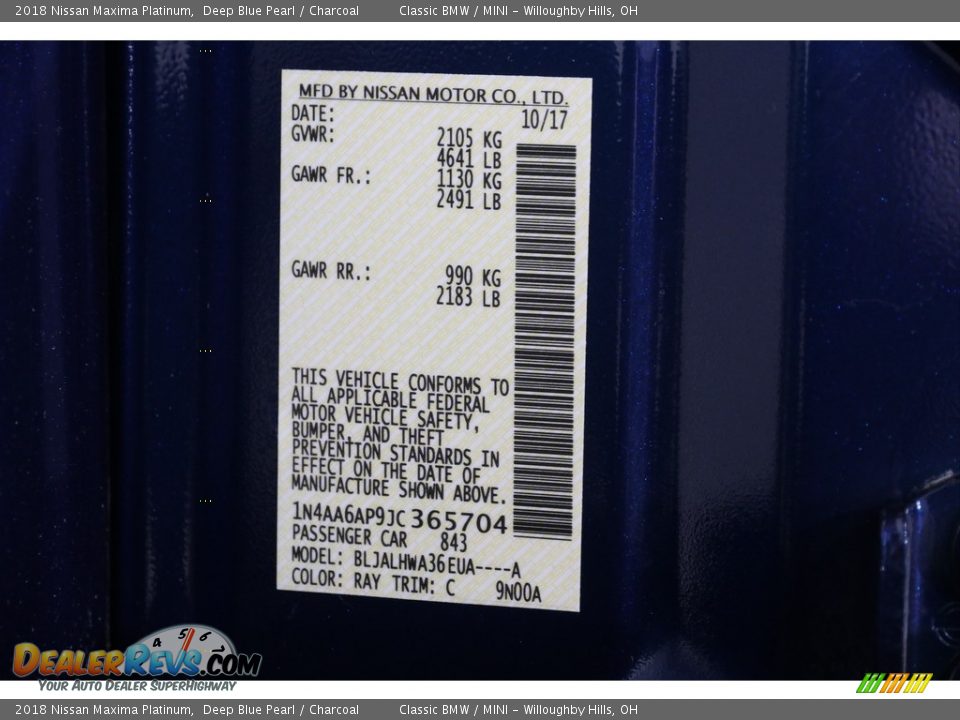 2018 Nissan Maxima Platinum, Deep Blue Pearl / Charcoal Classic BMW / MINI - Willoughby Hills, OH
MFD BY NISSAN MOTOR CO., LTD.
DATE: 10/17
GVWR: 2105 KG
4641 LB
GAWR FR.: 1130 KG
2491 LB
GAWR RR.: 990 KG
2183 LB
THIS VEHICLE CONFORMS TO
ALL APPLICABLE FEDERAL
MOTOR VEHICLE SAFETY,
BUMPER, AND THEFT
PREVENTION STANDARDS IN
EFFECT ON THE DATE OF
MANUFACTURE SHOWN ABOVE.
1N4AA6AP9JC365704
PASSENGER CAR 843
MODEL: BLJALHWA36EUA----A
COLOR: RAY TRIM: C 9N00A
4 5 6
DEALERREVS.COM
YOUR AUTO DEALER SUPERHIGHWAY
2018 Nissan Maxima Platinum, Deep Blue Pearl / Charcoal Classic BMW / MINI - Willoughby Hills, OH